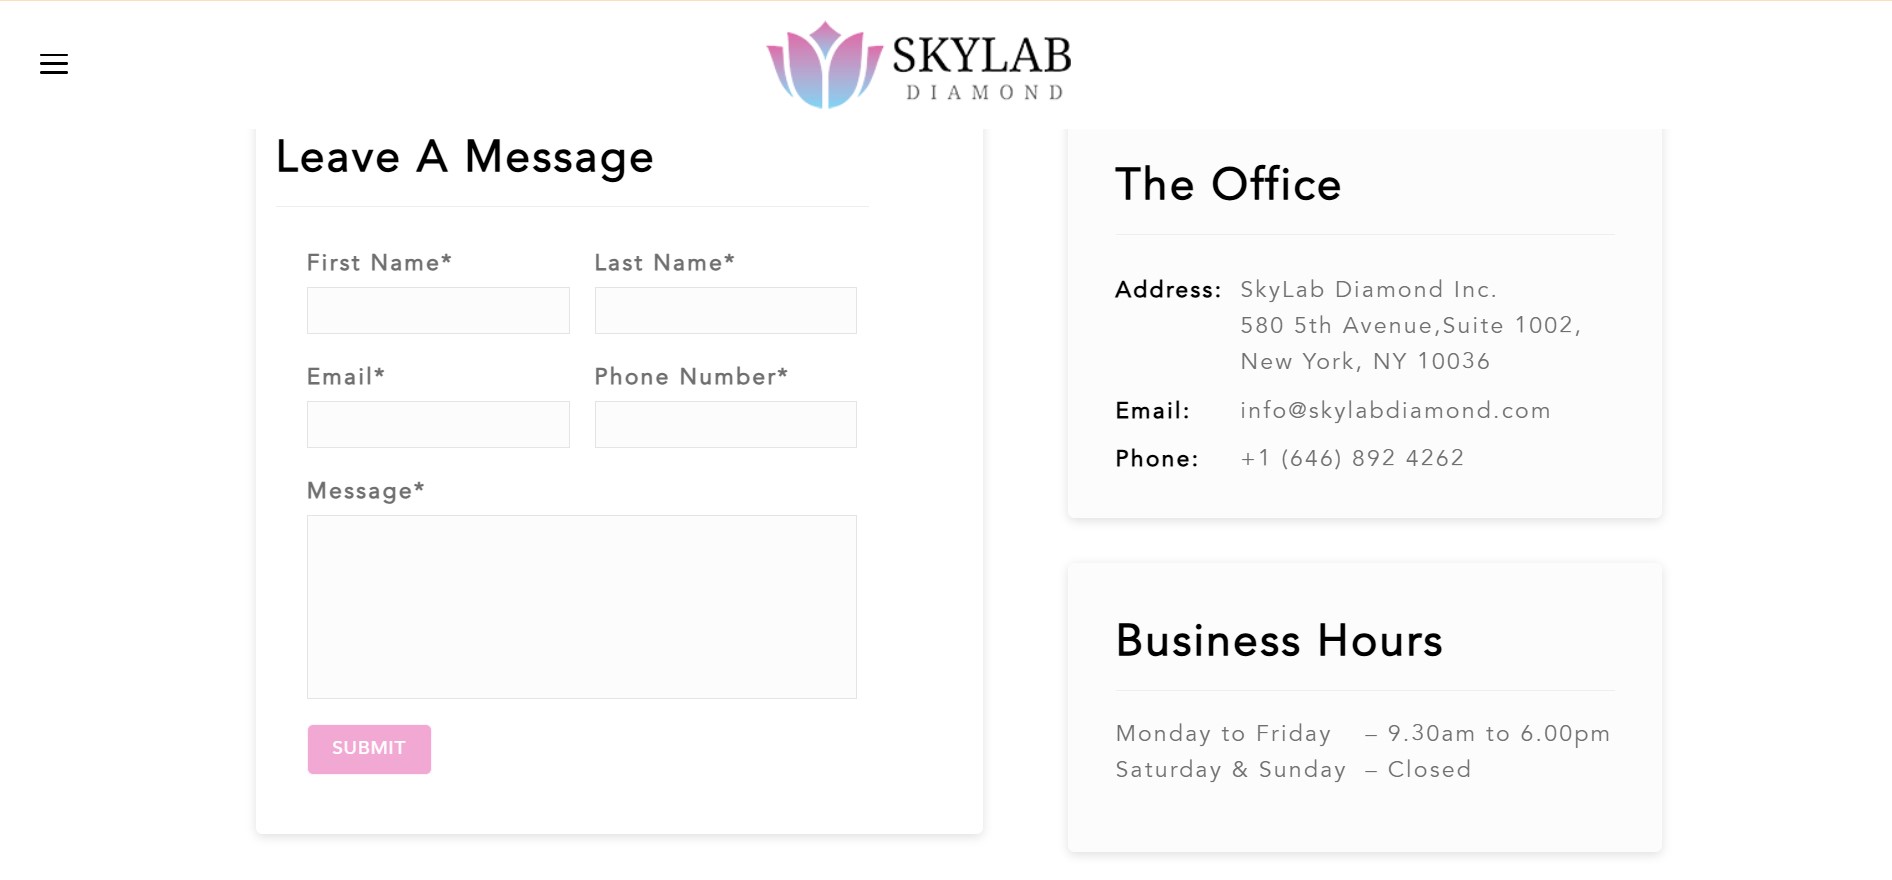 SKYLAB
DIAMOND
Leave A Message
First Name*
Last Name*
Email*
Phone Number*
Message*
SUBMIT
The Office
Address: SkyLab Diamond Inc.
580 5th Avenue,Suite 1002,
New York, NY 10036
Email: info@skylabdiamond.com
Phone: +1 (646) 892 4262
Business Hours
Monday to Friday – 9.30am to 6.00pm
Saturday & Sunday – Closed